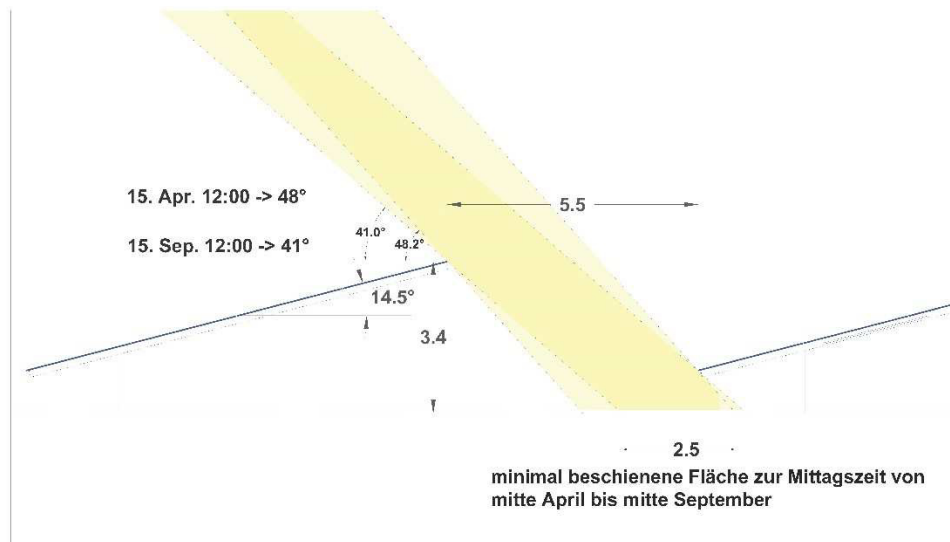 15. Apr. 12:00 -> 48°
5.5
41.0°
48.2°
15. Sep. 12:00 -> 41°
14.5°
3.4
2.5
minimal beschienene Fläche zur Mittagszeit von
mitte April bis mitte September